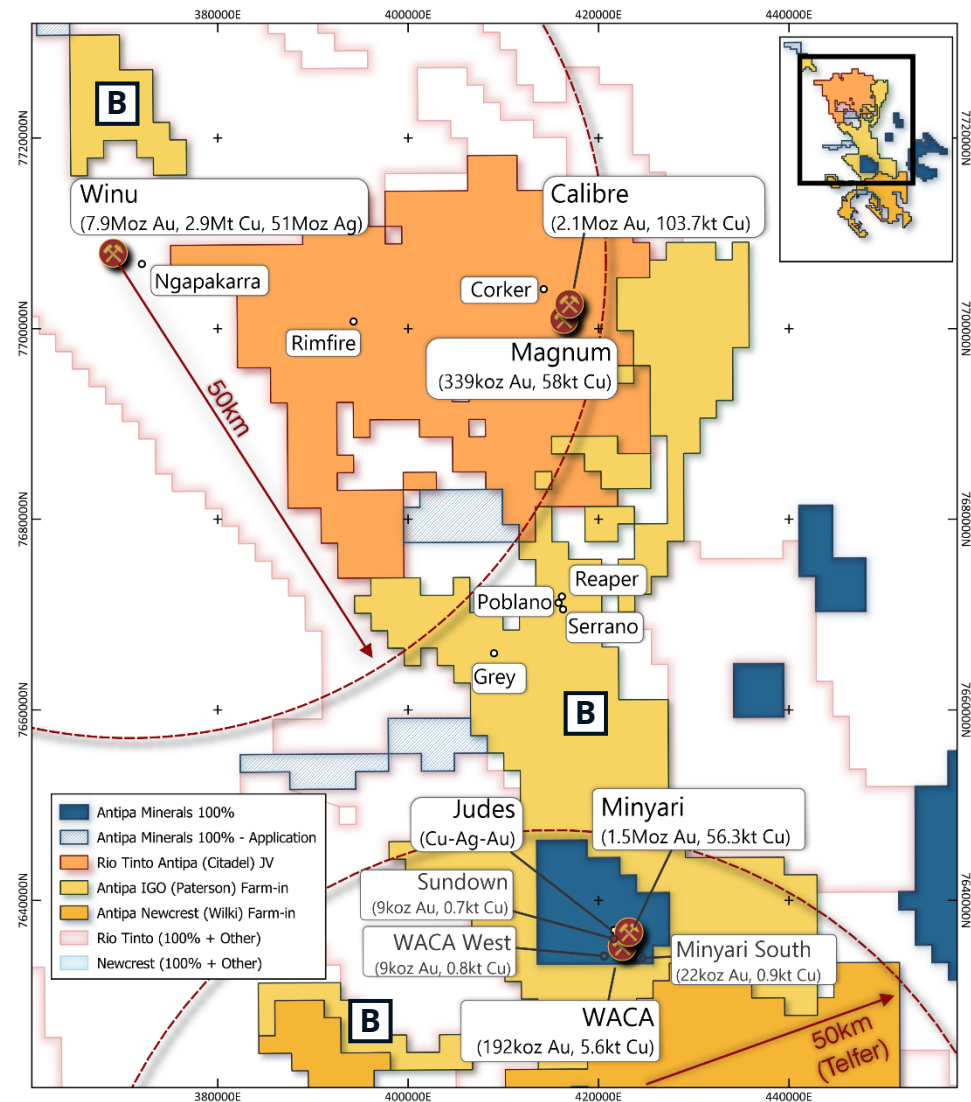 380000E
400000E
420000E
440000E
7720000N
7720000N
B
Winu
(7.9Moz Au, 2.9Mt Cu, 51Moz Ag)
Calibre
(2.1Moz Au, 103.7kt Cu)
Ngapakarra
Corker
Rimfire
7700000N
7700000N
Magnum
(339koz Au, 58kt Cu)
50km
7680000N
7680000N
Reaper
Poblano
Serrano
Grey
7660000N
7660000N
B
Antipa Minerals 100%
Antipa Minerals 100% - Application
Rio Tinto Antipa (Citadel) JV
Antipa IGO (Paterson) Farm-in
Antipa Newcrest (Wilki) Farm-in
Rio Tinto (100% + Other)
Newcrest (100% + Other)
Judes
(Cu-Ag-Au)
Minyari
(1.5Moz Au, 56.3kt Cu)
Sundown
(9koz Au, 0.7kt Cu)
7640000N
7640000N
WACA West
(9koz Au, 0.8kt Cu)
Minyari South
(22koz Au, 0.9kt Cu)
B
WACA
(192koz Au, 5.6kt Cu)
50km
(Telfer)
380000E
400000E
420000E
440000E